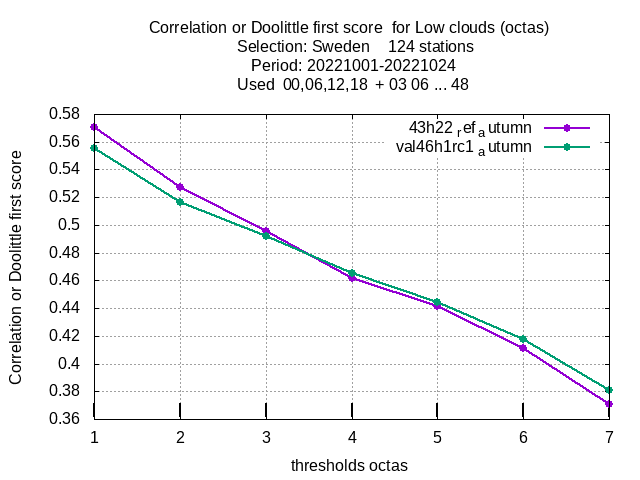 Correlation or Doolittle first score for Low clouds (octas)
Selection: Sweden 124 stations
Period: 20221001-20221024
Used 00,06,12,18 + 03 06 ... 48
43h22 ref autumn
val46h1rc1 autumn
Correlation or Doolittle first score
0.58
0.56
0.54
0.52
0.5
0.48
0.46
0.44
0.42
0.4
0.38
0.36
1 2 3 4 5 6 7
thresholds octas